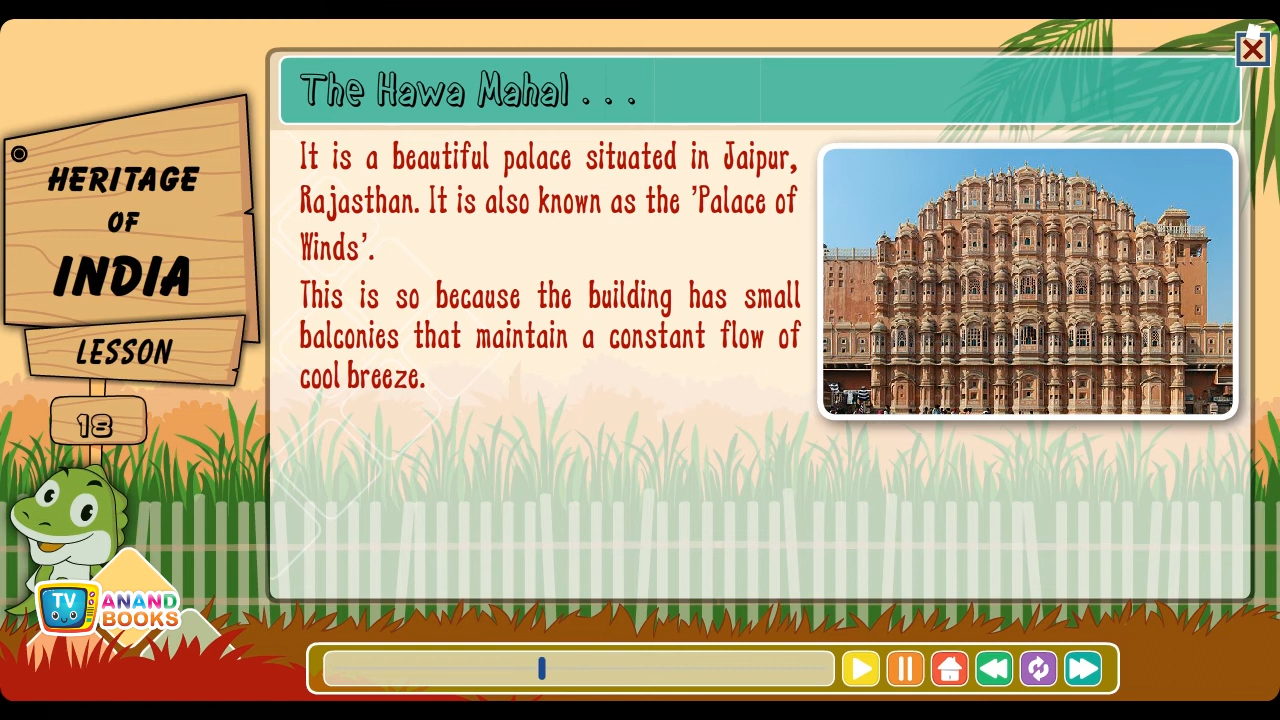 The Hawa Mahal . . .
HERITAGE
OF
INDIA
LESSON
18
It is a beautiful palace situated in Jaipur,
Rajasthan. It is also known as the 'Palace of
Winds'.
This is so because the building has small
balconies that maintain a constant flow of
cool breeze.
TV
ANAND
BOOKS